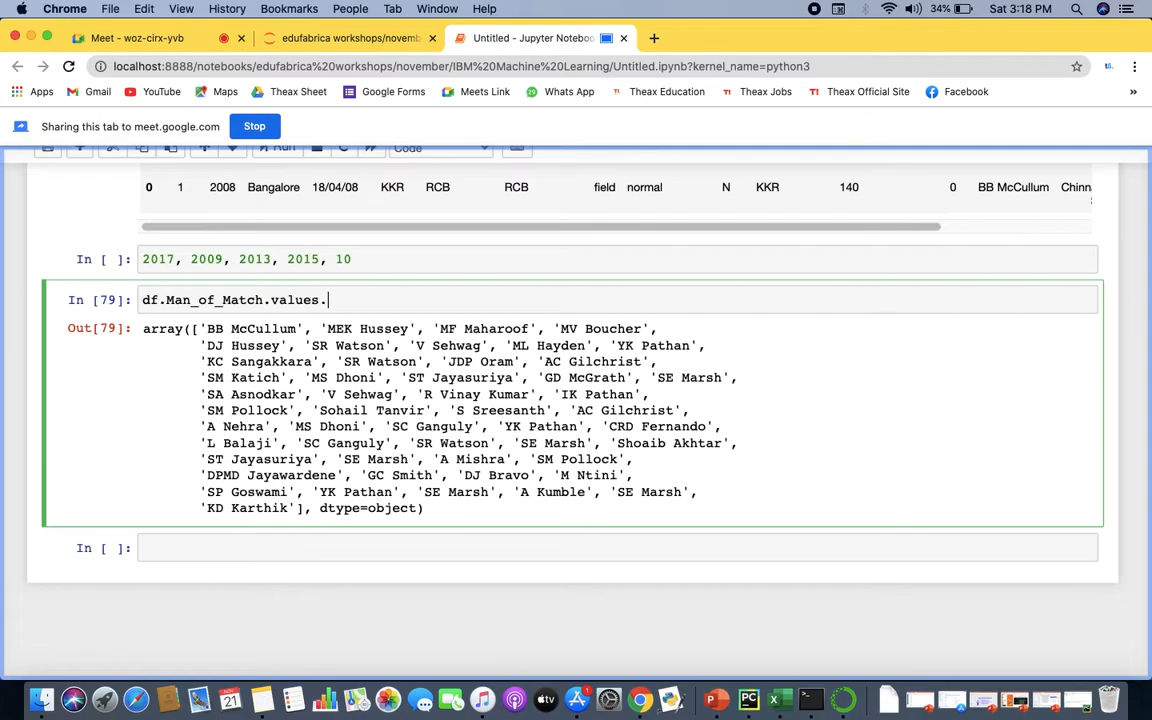 Chrome File Edit View History Bookmarks People Tab Window Help 34% Sat 3:18 PM
Meet - woz-cirx-yvb edufabrica workshops/novemb Untitled - Jupyter Noteboo
localhost:8888/notebooks/edufabrica%20workshops/november/IBM%20Machine%20Learning/Untitled.ipynb?kernel_name=python3
Apps Gmail YouTube Maps Theax Sheet Google Forms Meets Link Whats App Theax Education Theax Jobs Theax Official Site Facebook »
Sharing this tab to meet.google.com Stop
Run Code
0 1 2008 Bangalore 18/04/08 KKR RCB RCB field normal N KKR 140 0 BB McCullum Chinn
In [ ]: 2017, 2009, 2013, 2015, 10
In [79]: df.Man_of_Match.values.
Out[79]: array(['BB McCullum', 'MEK Hussey', 'MF Maharoof', 'MV Boucher',
'DJ Hussey', 'SR Watson', 'V Sehwag', 'ML Hayden', 'YK Pathan',
'KC Sangakkara', 'SR Watson', 'JDP Oram', 'AC Gilchrist',
'SM Katich', 'MS Dhoni', 'ST Jayasuriya', 'GD McGrath', 'SE Marsh',
'SA Asnodkar', 'V Sehwag', 'R Vinay Kumar', 'IK Pathan',
'SM Pollock', 'Sohail Tanvir', 'S Sreesanth', 'AC Gilchrist',
'A Nehra', 'MS Dhoni', 'SC Ganguly', 'YK Pathan', 'CRD Fernando',
'L Balaji', 'SC Ganguly', 'SR Watson', 'SE Marsh', 'Shoaib Akhtar',
'ST Jayasuriya', 'SE Marsh', 'A Mishra', 'SM Pollock',
'DPMD Jayawardene', 'GC Smith', 'DJ Bravo', 'M Ntini',
'SP Goswami', 'YK Pathan', 'SE Marsh', 'A Kumble', 'SE Marsh',
'KD Karthik'], dtype=object)
In [ ]: